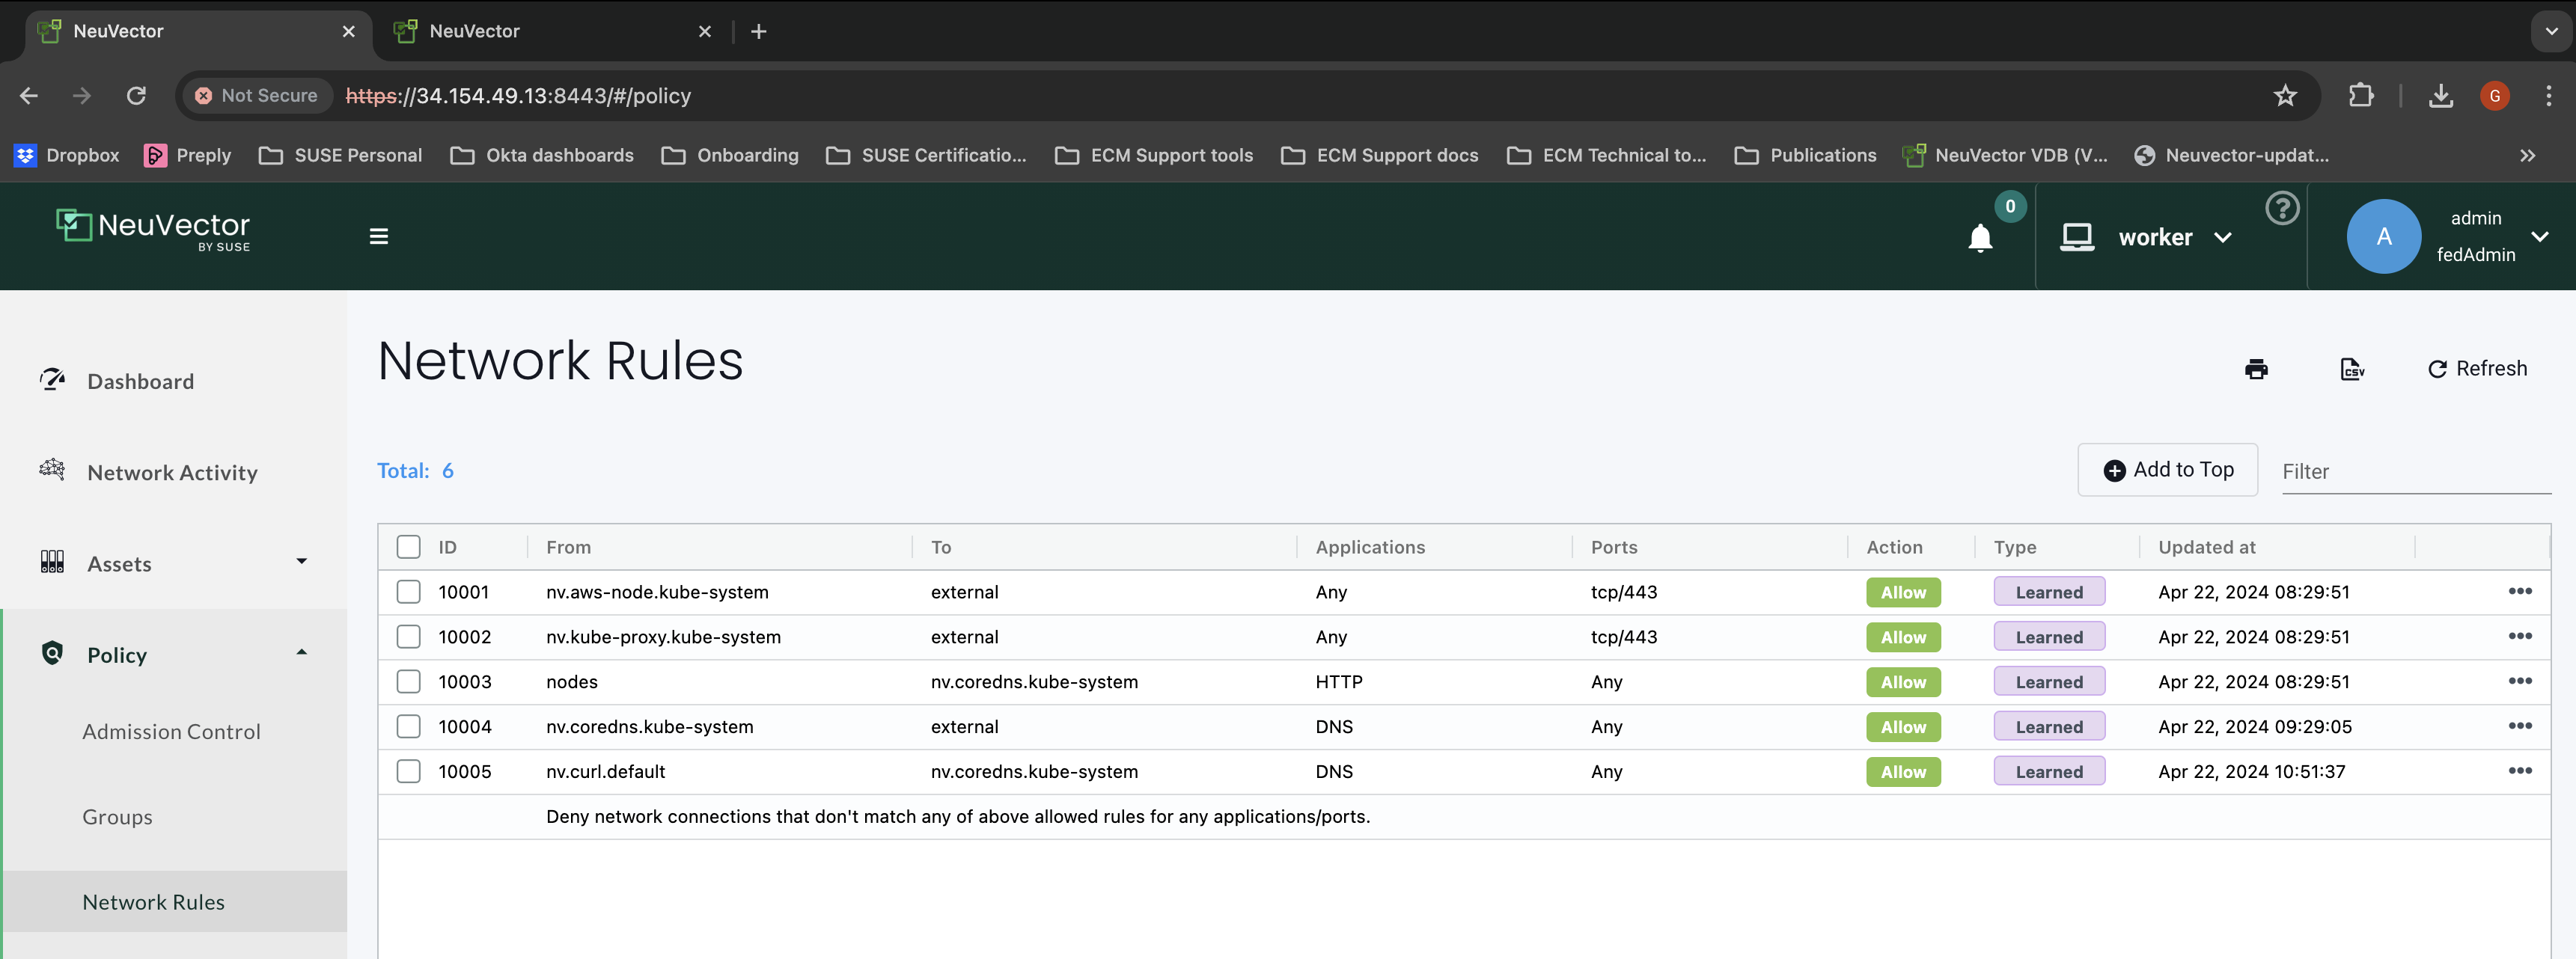 NeuVector
NeuVector
Not Secure https://34.154.49.13:8443/#/policy
G
Dropbox Preply SUSE Personal Okta dashboards Onboarding SUSE Certificatio... ECM Support tools ECM Support docs ECM Technical to... Publications NeuVector VDB (V... Neuvector-updat...
NeuVector
BY SUSE
0
worker
?
A
admin
fedAdmin
Dashboard
Network Activity
Assets
Policy
Admission Control
Groups
Network Rules
Network Rules
CSV
Refresh
Total: 6
Add to Top
Filter
ID From To Applications Ports Action Type Updated at
10001 nv.aws-node.kube-system external Any tcp/443 Allow Learned Apr 22, 2024 08:29:51
10002 nv.kube-proxy.kube-system external Any tcp/443 Allow Learned Apr 22, 2024 08:29:51
10003 nodes nv.coredns.kube-system HTTP Any Allow Learned Apr 22, 2024 08:29:51
10004 nv.coredns.kube-system external DNS Any Allow Learned Apr 22, 2024 09:29:05
10005 nv.curl.default nv.coredns.kube-system DNS Any Allow Learned Apr 22, 2024 10:51:37
Deny network connections that don't match any of above allowed rules for any applications/ports.